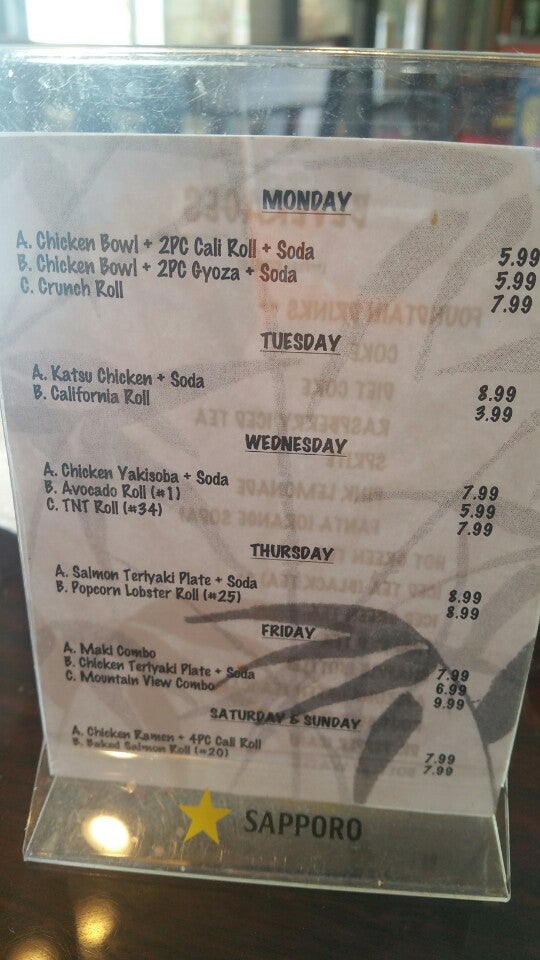 MONDAY
A. Chicken Bowl + 2PC Cali Roll + Soda 5.99
B. Chicken Bowl + 2PC Gyoza + Soda 5.99
C. Crunch Roll 7.99
TUESDAY
A. Katsu Chicken + Soda 8.99
B. California Roll 3.99
WEDNESDAY
A. Chicken Yakisoba + Soda 7.99
B. Avocado Roll (#1) 5.99
C. TNT Roll (#34) 7.99
THURSDAY
A. Salmon Teriyaki Plate + Soda 8.99
B. Popcorn Lobster Roll (#25) 8.99
FRIDAY
A. Maki Combo 7.99
B. Chicken Teriyaki Plate + Soda 6.99
C. Mountain View Combo 9.99
SATURDAY & SUNDAY
A. Chicken Ramen + 4PC Cali Roll 7.99
B. Baked Salmon Roll (#20) 7.99
SAPPORO